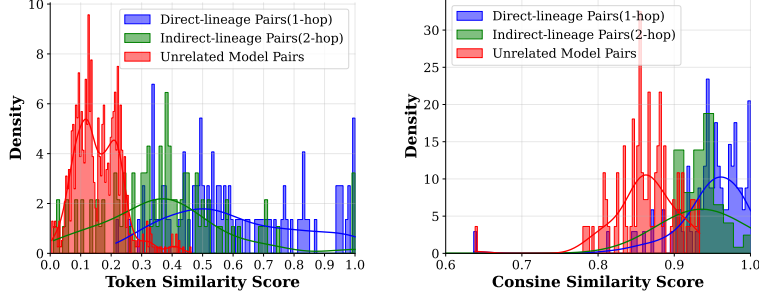 Direct-lineage Pairs(1-hop)
Indirect-lineage Pairs(2-hop)
Unrelated Model Pairs
10
8
6
4
2
0
Density
0.0 0.1 0.2 0.3 0.4 0.5 0.6 0.7 0.8 0.9 1.0
Token Similarity Score
Direct-lineage Pairs(1-hop)
Indirect-lineage Pairs(2-hop)
Unrelated Model Pairs
30
25
20
15
10
5
0
Density
0.6 0.7 0.8 0.9 1.0
Consine Similarity Score